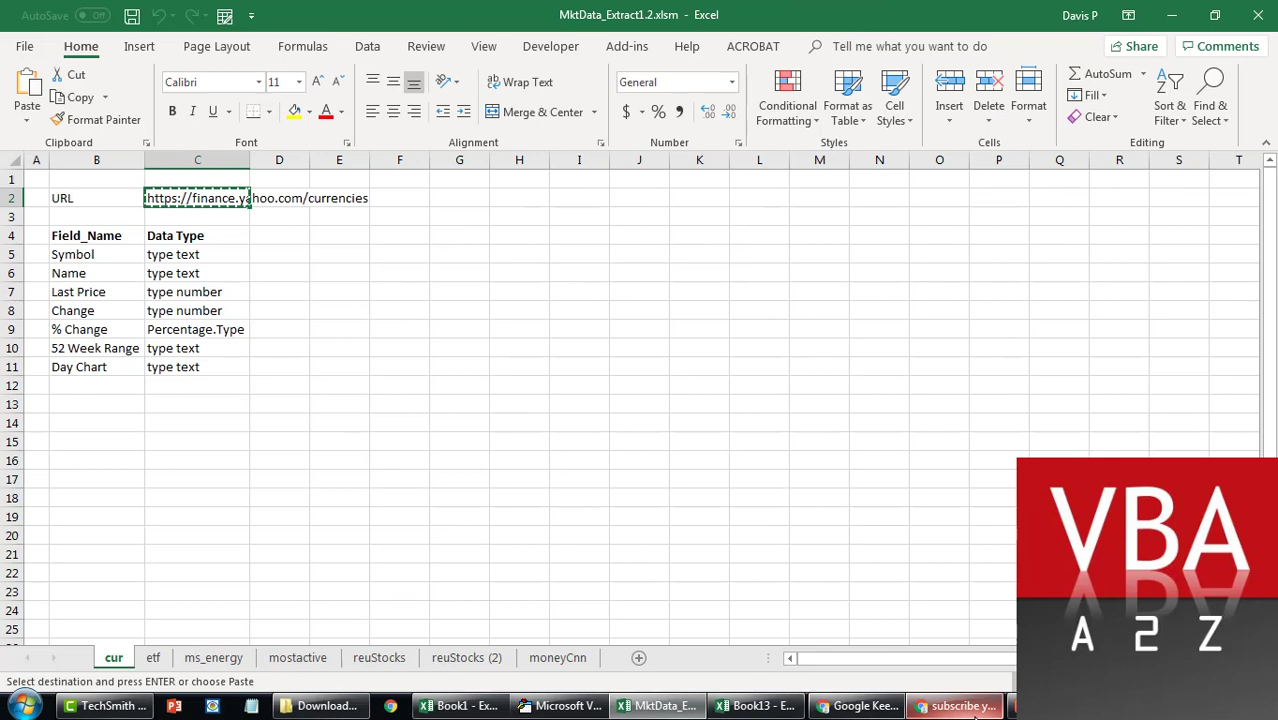 AutoSave Off
MktData_Extract1.2.xlsm - Excel
Davis P
File Home Insert Page Layout Formulas Data Review View Developer Add-ins Help ACROBAT Tell me what you want to do Share Comments
Paste
Cut
Copy
Format Painter
Clipboard
Calibri 11
B I U
Font
Wrap Text
Merge & Center
Alignment
General
$ % ,
Number
Conditional Formatting
Format as Table
Cell Styles
Styles
Insert Delete Format
Cells
AutoSum
Fill
Clear
Sort & Filter
Find & Select
Editing
A B C D E F G H I J K L M N O P Q R S T
1
2 URL https://finance.yahoo.com/currencies
3
4 Field_Name Data Type
5 Symbol type text
6 Name type text
7 Last Price type number
8 Change type number
9 % Change Percentage.Type
10 52 Week Range type text
11 Day Chart type text
12
13
14
15
16
17
18
19
20
21
22
23
24
25
VBA
A 2 Z
cur etf ms_energy mostactive reuStocks reuStocks (2) moneyCnn
Select destination and press ENTER or choose Paste
TechSmith ... Download... Book1 - Exc... Microsoft V... MktData_E... Book13 - E... Google Kee... subscribe y...